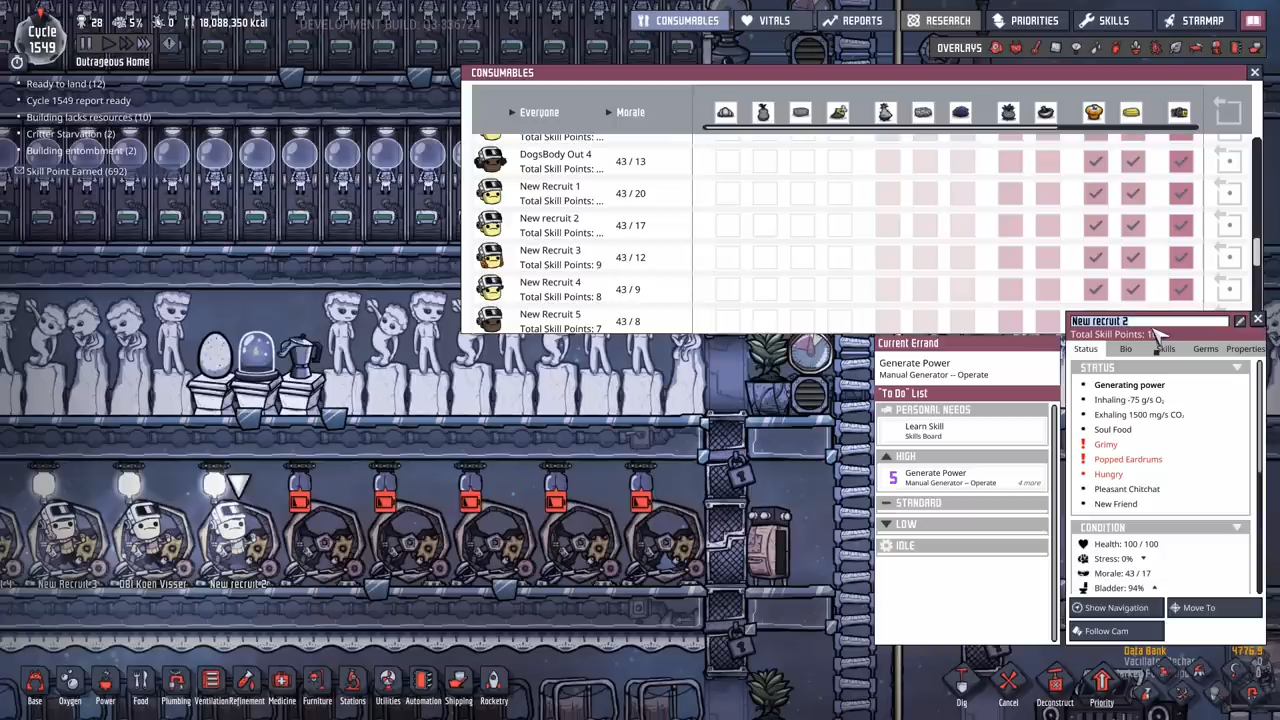 Cycle
1549
28
5%
0
18,088,350 kcal
DEVELOPMENT BUILD
Outrageous Home
CONSUMABLES
VITALS
REPORTS
RESEARCH
PRIORITIES
SKILLS
STARMAP
OVERLAYS
Ready to land (12)
Cycle 1549 report ready
Building lacks resources (10)
Critter Starvation (2)
Building entombment (2)
Skill Point Earned (692)
CONSUMABLES
Everyone
Morale
Total Skill Points: ...
DogsBody Out 4
Total Skill Points: ...
43 / 13
New Recruit 1
Total Skill Points: ...
43 / 20
New recruit 2
Total Skill Points: ...
43 / 17
New Recruit 3
Total Skill Points: 9
43 / 12
New Recruit 4
Total Skill Points: 8
43 / 9
New Recruit 5
Total Skill Points: 7
43 / 8
Current Errand
Generate Power
Manual Generator -- Operate
"To Do" List
PERSONAL NEEDS
Learn Skill
Skills Board
HIGH
5
Generate Power
Manual Generator -- Operate
4 more
STANDARD
LOW
IDLE
New recruit 2
Total Skill Points:
Status
Bio
Skills
Germs
Properties
STATUS
Generating power
Inhaling -75 g/s O₂
Exhaling 1500 mg/s CO₂
Soul Food
Grimy
Popped Eardrums
Hungry
Pleasant Chitchat
New Friend
CONDITION
Health: 100 / 100
Stress: 0%
Morale: 43 / 17
Bladder: 94%
Show Navigation
Move To
Follow Cam
New Recruit 3
OBI Koen Visser
New recruit 2
Data Bank
4776.9
Base
Oxygen
Power
Food
Plumbing
Ventilation
Refinement
Medicine
Furniture
Stations
Utilities
Automation
Shipping
Rocketry
Dig
Cancel
Deconstruct
Priority